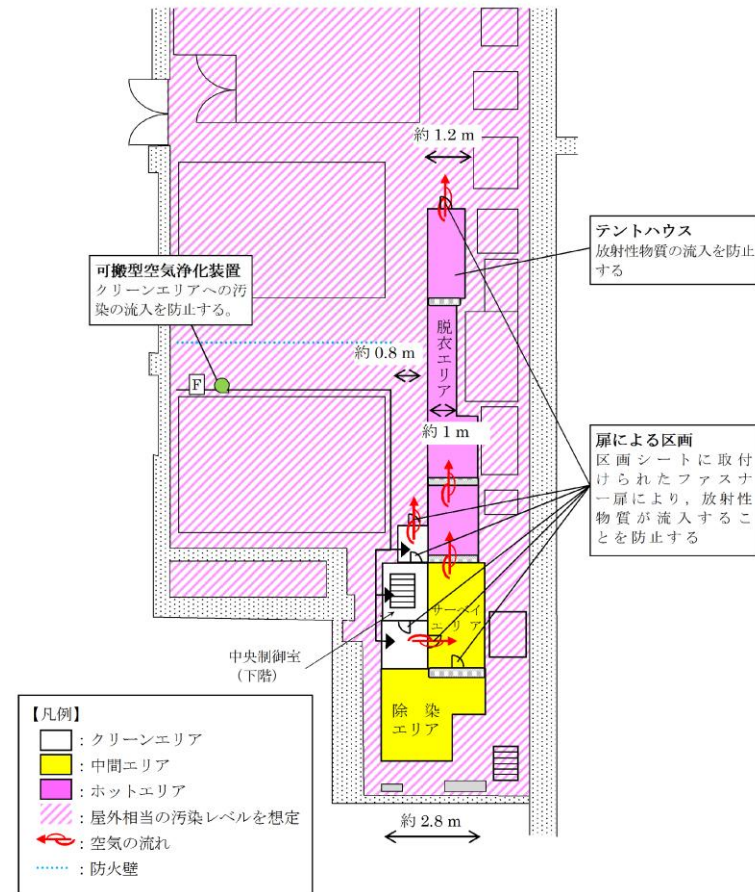 約 1.2 m
テントハウス
放射性物質の流入を防止
する
可搬型空気浄化装置
クリーンエリアへの汚
染の流入を防止する。
脱衣エリア
約 0.8 m
F
約 1 m
扉による区画
区画シートに取付
けられたファスナ
ー扉により，放射性
物質が流入するこ
とを防止する
サーベイ
エリア
中央制御室
（下階）
除　染
エリア
【凡例】
：クリーンエリア
：中間エリア
：ホットエリア
：屋外相当の汚染レベルを想定
：空気の流れ
：防火壁
約 2.8 m